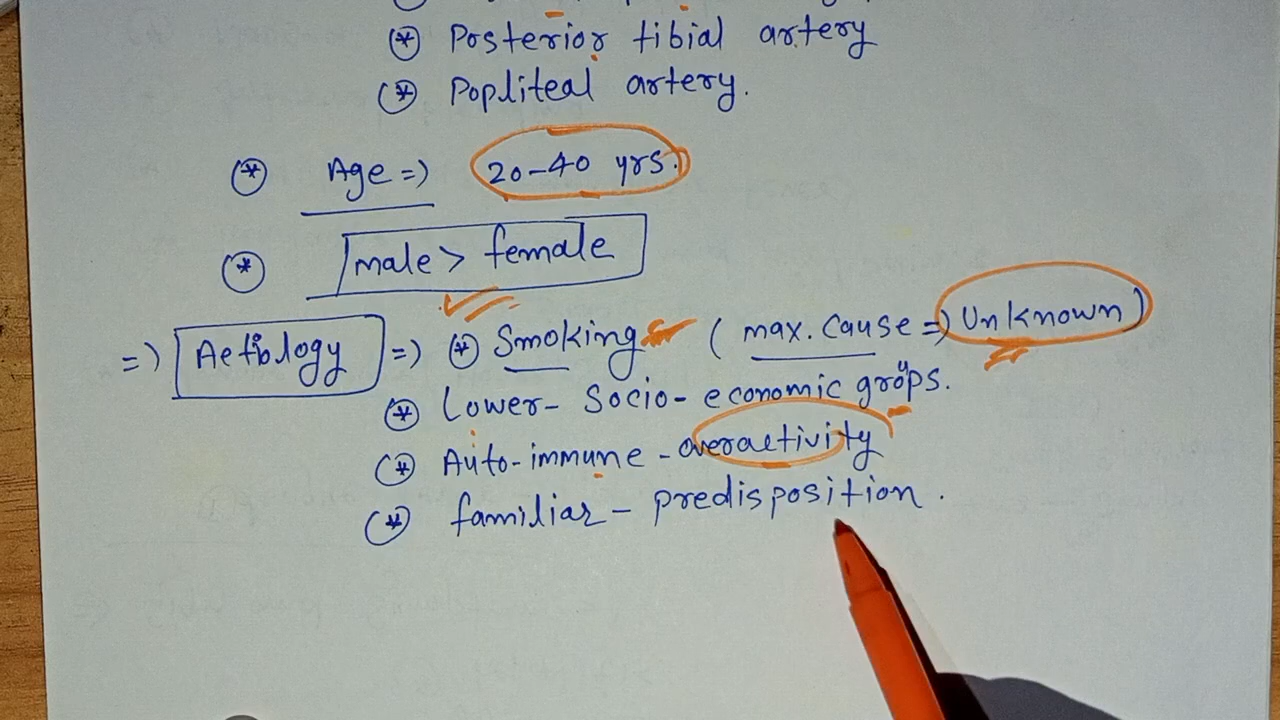 (*) Posterior tibial artery
(*) Popliteal artery.
(*) Age => 20-40 yrs.
(*) male > female
=> Aetiology => (*) Smoking ( max. cause => Unknown )
(*) Lower- Socio- economic groups.
(*) Auto-immune - overactivity
(*) familiar - predisposition.